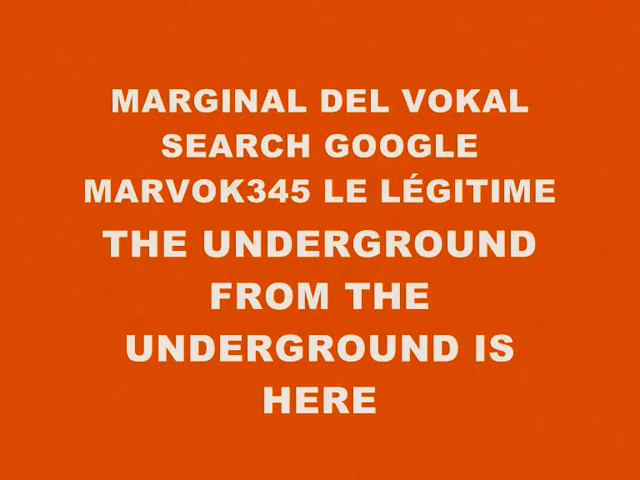 MARGINAL DEL VOKAL
SEARCH GOOGLE
MARVOK345 LE LÉGITIME
THE UNDERGROUND
FROM THE
UNDERGROUND IS
HERE